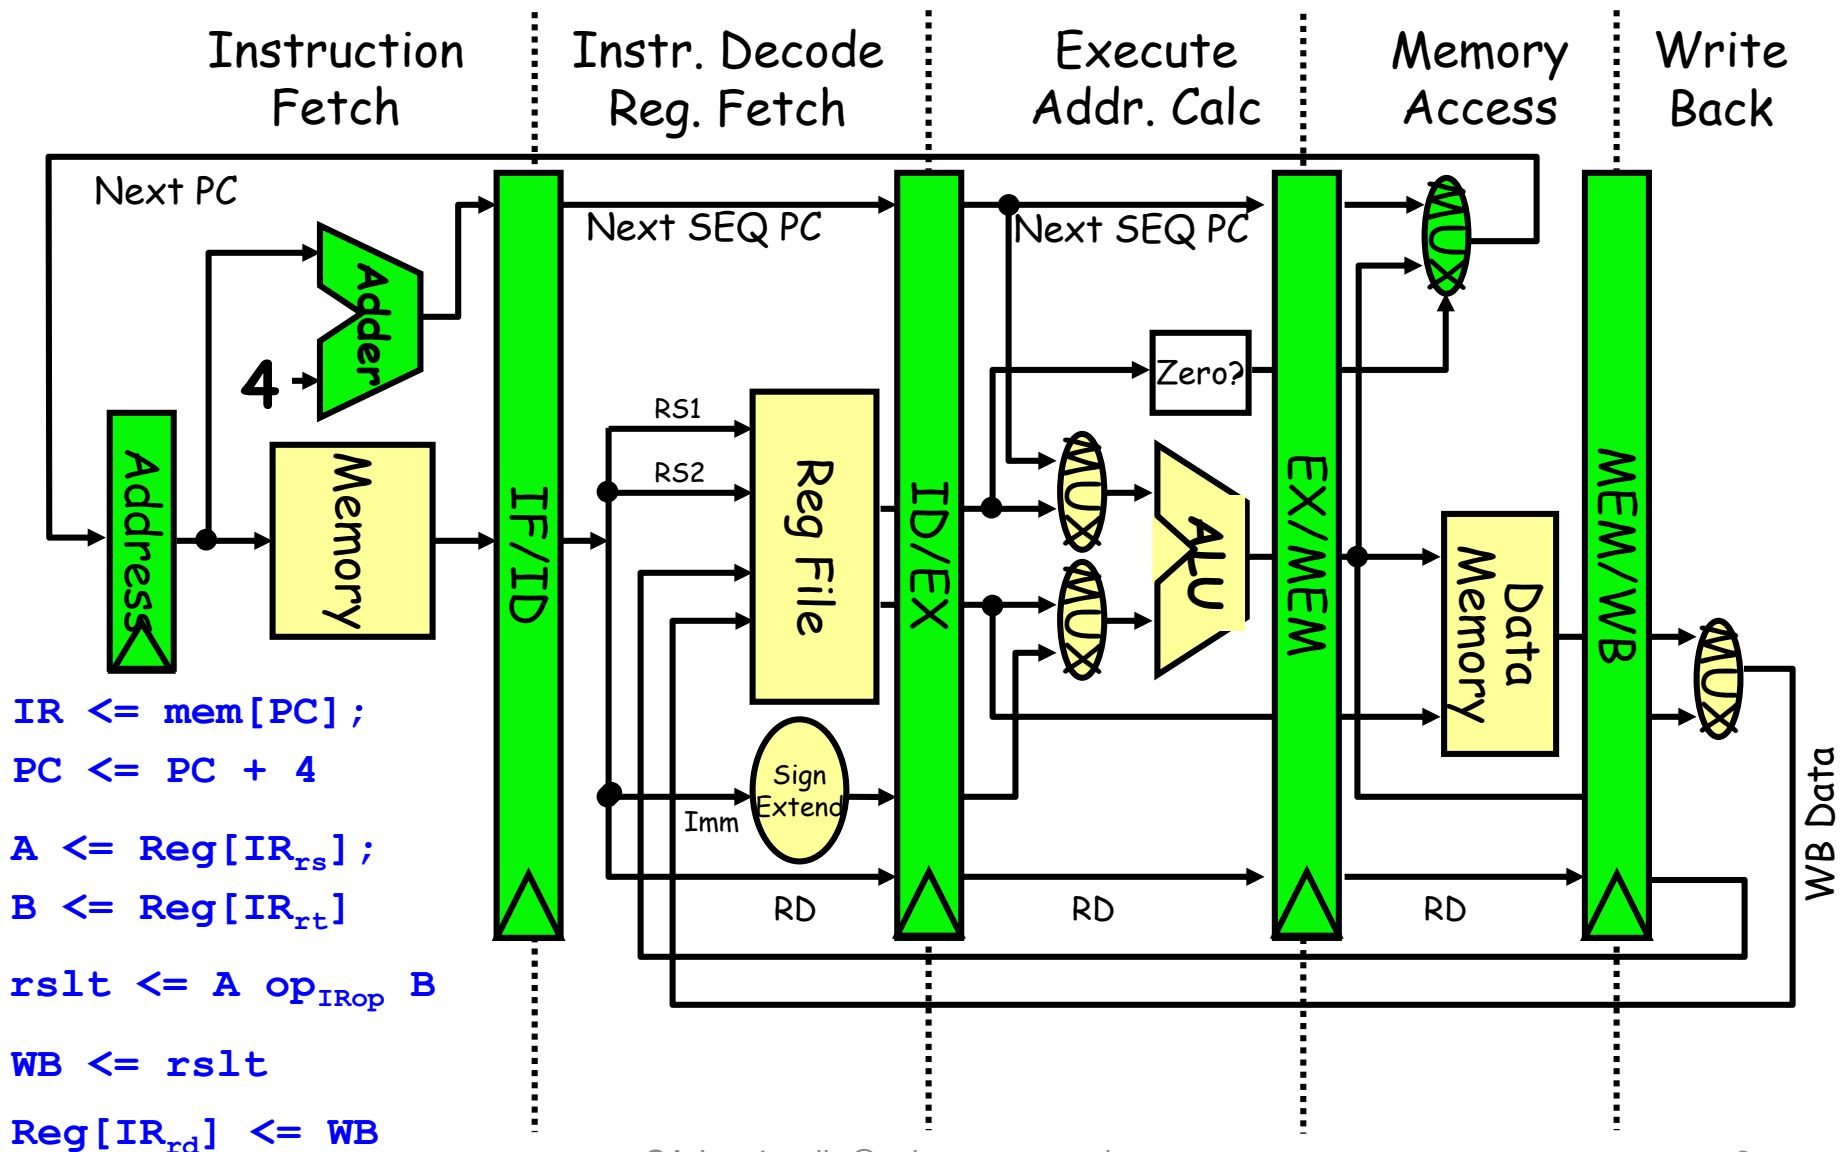 Instruction
Fetch
Instr. Decode
Reg. Fetch
Execute
Addr. Calc
Memory
Access
Write
Back
Next PC
Next SEQ PC
Next SEQ PC
MUX
Adder
4
Zero?
RS1
RS2
Address
Memory
IF/ID
Reg File
ID/EX
MUX
MUX
ALU
EX/MEM
Data
Memory
MEM/WB
MUX
Sign
Extend
Imm
RD
RD
RD
WB Data
IR <= mem[PC];
PC <= PC + 4
A <= Reg[IRrs];
B <= Reg[IRrt]
rslt <= A opIRop B
WB <= rslt
Reg[IRrd] <= WB